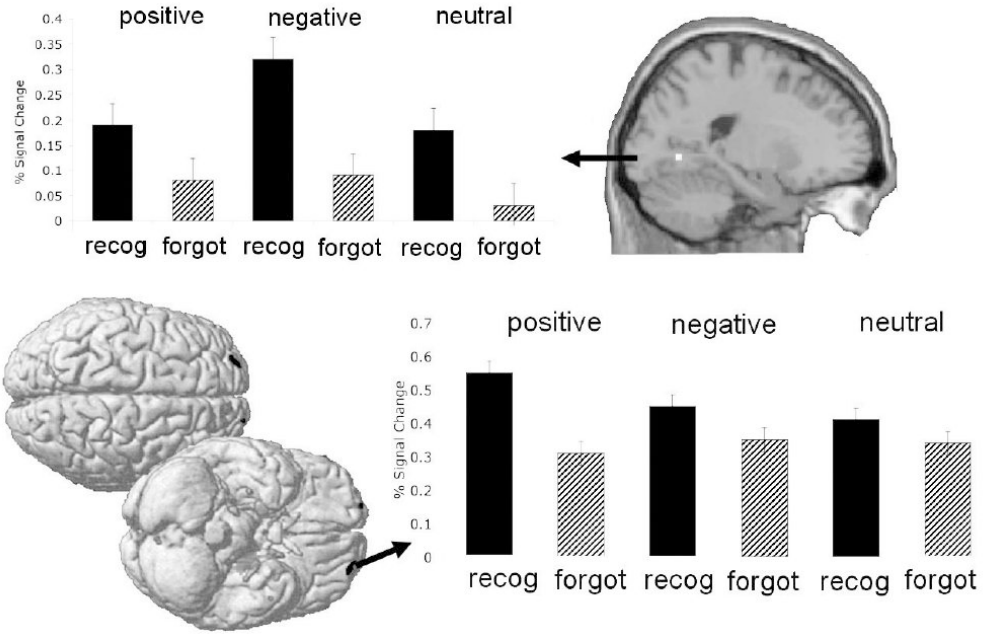 positive negative neutral
0.4
0.35
0.3
0.25
0.2
0.15
0.1
0.05
0
% Signal Change
recog forgot recog forgot recog forgot
positive negative neutral
0.7
0.6
0.5
0.4
0.3
0.2
0.1
0
% Signal Change
recog forgot recog forgot recog forgot